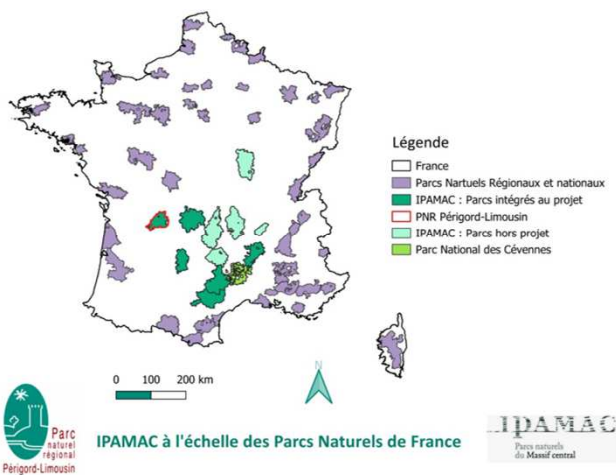 Légende
France
Parcs Nartuels Régionaux et nationaux
IPAMAC : Parcs intégrés au projet
PNR Périgord-Limousin
IPAMAC : Parcs hors projet
Parc National des Cévennes
N
0 100 200 km
Parc
naturel
régional
Périgord-Limousin
IPAMAC à l'échelle des Parcs Naturels de France
IPAMAC
Parcs naturels
du Massif central